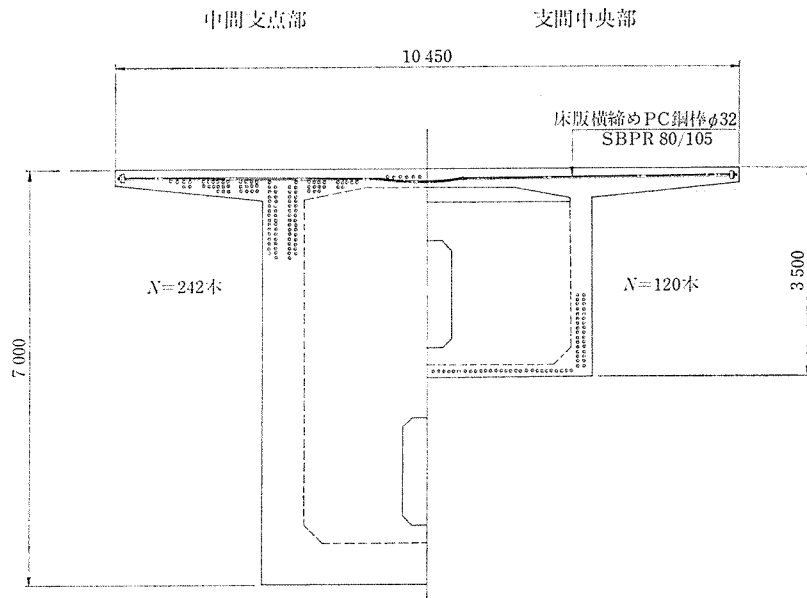 中間支点部
支間中央部
10 450
床版横締めPC鋼棒φ32
SBPR 80/105
N=242本
N=120本
7 000
3 500